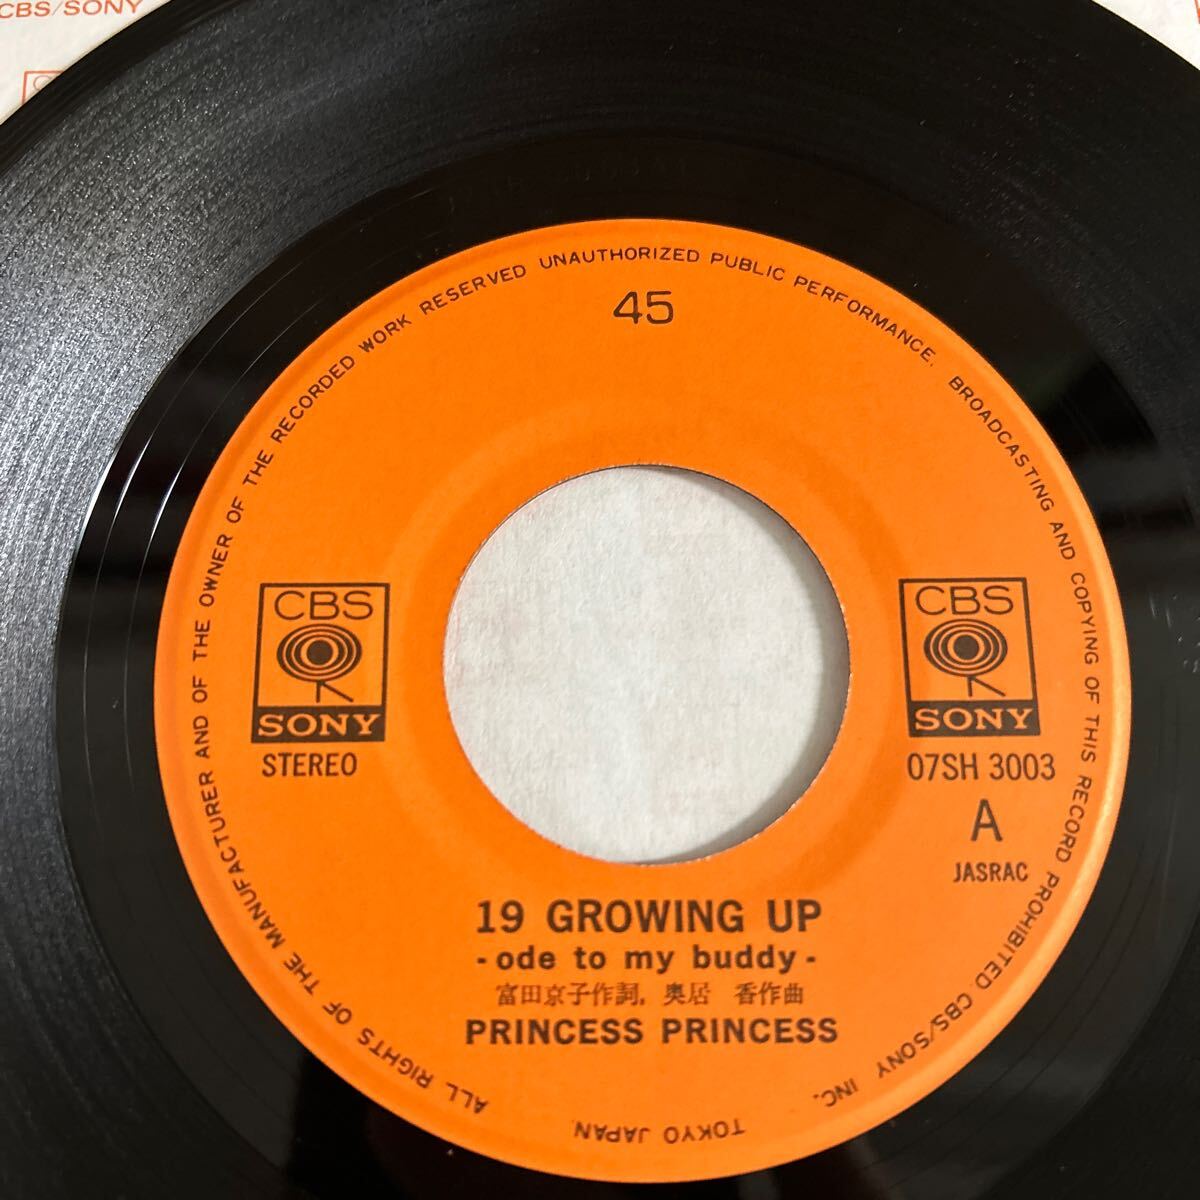 CBS/SONY
45
ALL RIGHTS OF THE MANUFACTURER AND OF THE OWNER OF THE RECORDED WORK RESERVED UNAUTHORIZED PUBLIC PERFORMANCE. BROADCASTING AND COPYING OF THIS RECORD PROHIBITED. CBS/SONY INC. TOKYO JAPAN.
CBS
SONY
STEREO
CBS
SONY
07SH 3003
A
JASRAC
19 GROWING UP
- ode to my buddy -
富田京子作詞, 奥居　香作曲
PRINCESS PRINCESS